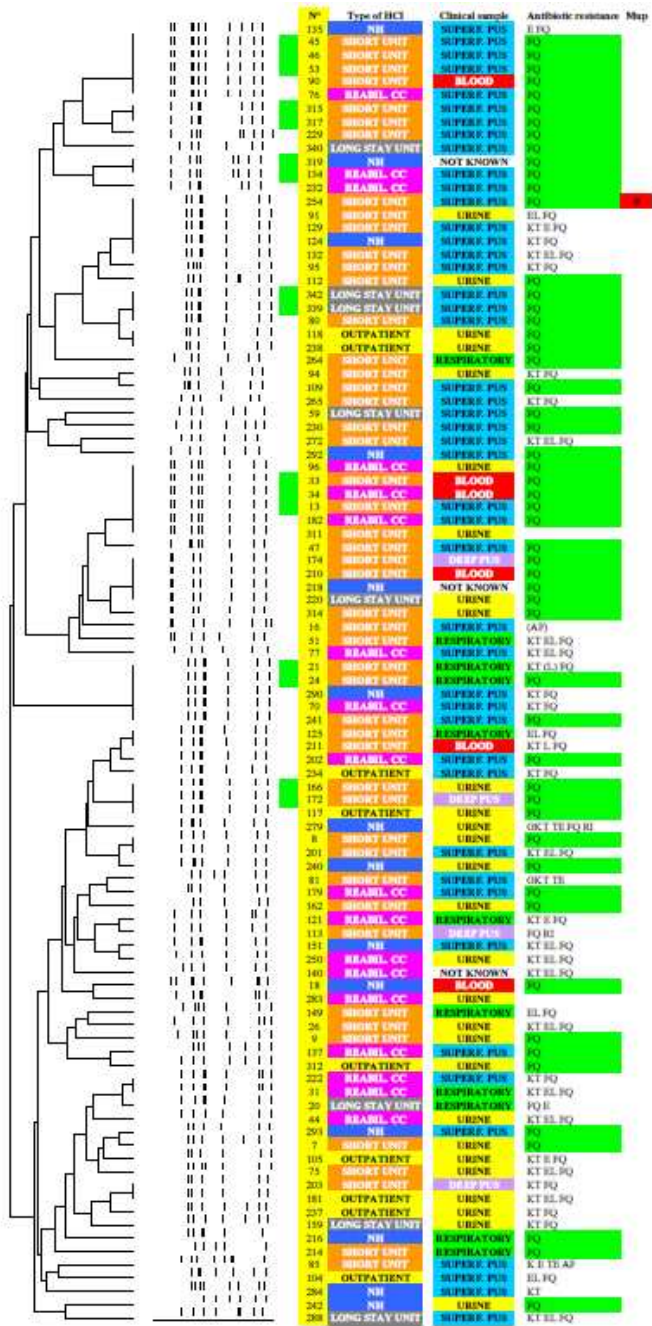 N° Type of HCI Clinical sample Antibiotic resistance Mup
135 NH SUPERF. PUS E FQ
45 SHORT UNIT SUPERF. PUS FQ
46 SHORT UNIT SUPERF. PUS FQ
53 SHORT UNIT SUPERF. PUS FQ
90 SHORT UNIT BLOOD FQ
76 REABIL. CC SUPERF. PUS FQ
315 SHORT UNIT SUPERF. PUS FQ
317 SHORT UNIT SUPERF. PUS FQ
229 SHORT UNIT SUPERF. PUS FQ
340 LONG STAY UNIT SUPERF. PUS FQ
319 NH NOT KNOWN FQ
134 REABIL. CC SUPERF. PUS FQ
232 REABIL. CC SUPERF. PUS FQ
254 SHORT UNIT SUPERF. PUS FQ
91 SHORT UNIT URINE EL FQ
129 SHORT UNIT SUPERF. PUS KT E FQ
124 NH SUPERF. PUS KT FQ
132 SHORT UNIT SUPERF. PUS KT EL FQ
95 SHORT UNIT SUPERF. PUS KT FQ
112 SHORT UNIT URINE FQ
342 LONG STAY UNIT SUPERF. PUS FQ
339 LONG STAY UNIT SUPERF. PUS FQ
80 SHORT UNIT SUPERF. PUS FQ
118 OUTPATIENT URINE FQ
238 OUTPATIENT URINE FQ
264 SHORT UNIT RESPIRATORY FQ
94 SHORT UNIT URINE KT FQ
109 SHORT UNIT SUPERF. PUS FQ
265 SHORT UNIT SUPERF. PUS KT FQ
59 LONG STAY UNIT SUPERF. PUS FQ
230 SHORT UNIT SUPERF. PUS FQ
272 SHORT UNIT SUPERF. PUS KT EL FQ
292 NH SUPERF. PUS FQ
96 REABIL. CC URINE FQ
33 SHORT UNIT BLOOD FQ
34 REABIL. CC BLOOD FQ
13 SHORT UNIT SUPERF. PUS FQ
182 REABIL. CC SUPERF. PUS FQ
311 SHORT UNIT URINE
47 SHORT UNIT SUPERF. PUS FQ
174 SHORT UNIT DEEP PUS FQ
210 SHORT UNIT BLOOD FQ
218 NH NOT KNOWN FQ
220 LONG STAY UNIT URINE FQ
314 SHORT UNIT URINE FQ
16 SHORT UNIT SUPERF. PUS (AP)
51 SHORT UNIT RESPIRATORY KT EL FQ
77 REABIL. CC SUPERF. PUS KT EL FQ
21 SHORT UNIT RESPIRATORY KT (L) FQ
24 SHORT UNIT RESPIRATORY FQ
290 NH SUPERF. PUS KT FQ
70 REABIL. CC SUPERF. PUS KT FQ
241 SHORT UNIT SUPERF. PUS FQ
125 SHORT UNIT RESPIRATORY EL FQ
211 SHORT UNIT BLOOD KT L FQ
202 REABIL. CC SUPERF. PUS FQ
234 OUTPATIENT SUPERF. PUS KT FQ
166 SHORT UNIT URINE FQ
172 SHORT UNIT DEEP PUS FQ
117 OUTPATIENT URINE FQ
279 NH URINE GKT TE FQ RI
8 SHORT UNIT URINE FQ
201 SHORT UNIT SUPERF. PUS KT EL FQ
240 NH URINE FQ
81 SHORT UNIT SUPERF. PUS GKT TE
179 REABIL. CC SUPERF. PUS FQ
162 SHORT UNIT URINE FQ
121 REABIL. CC RESPIRATORY KT E FQ
113 SHORT UNIT DEEP PUS FQ RI
151 NH SUPERF. PUS KT EL FQ
250 REABIL. CC URINE KT EL FQ
140 REABIL. CC NOT KNOWN KT EL FQ
18 NH BLOOD FQ
283 REABIL. CC URINE
149 SHORT UNIT RESPIRATORY EL FQ
26 SHORT UNIT URINE KT EL FQ
9 SHORT UNIT URINE FQ
137 REABIL. CC SUPERF. PUS FQ
312 OUTPATIENT URINE FQ
222 REABIL. CC SUPERF. PUS KT FQ
31 REABIL. CC RESPIRATORY KT EL FQ
20 LONG STAY UNIT RESPIRATORY FQ E
44 REABIL. CC URINE KT EL FQ
293 NH SUPERF. PUS FQ
7 SHORT UNIT URINE FQ
105 OUTPATIENT URINE KT E FQ
75 SHORT UNIT URINE KT EL FQ
203 SHORT UNIT DEEP PUS KT FQ
181 OUTPATIENT URINE KT EL FQ
237 OUTPATIENT URINE KT FQ
159 LONG STAY UNIT URINE KT FQ
216 NH RESPIRATORY FQ
214 SHORT UNIT RESPIRATORY FQ
85 SHORT UNIT SUPERF. PUS K E TE AP
104 OUTPATIENT SUPERF. PUS EL FQ
284 NH SUPERF. PUS KT
242 NH URINE FQ
288 LONG STAY UNIT SUPERF. PUS KT EL FQ